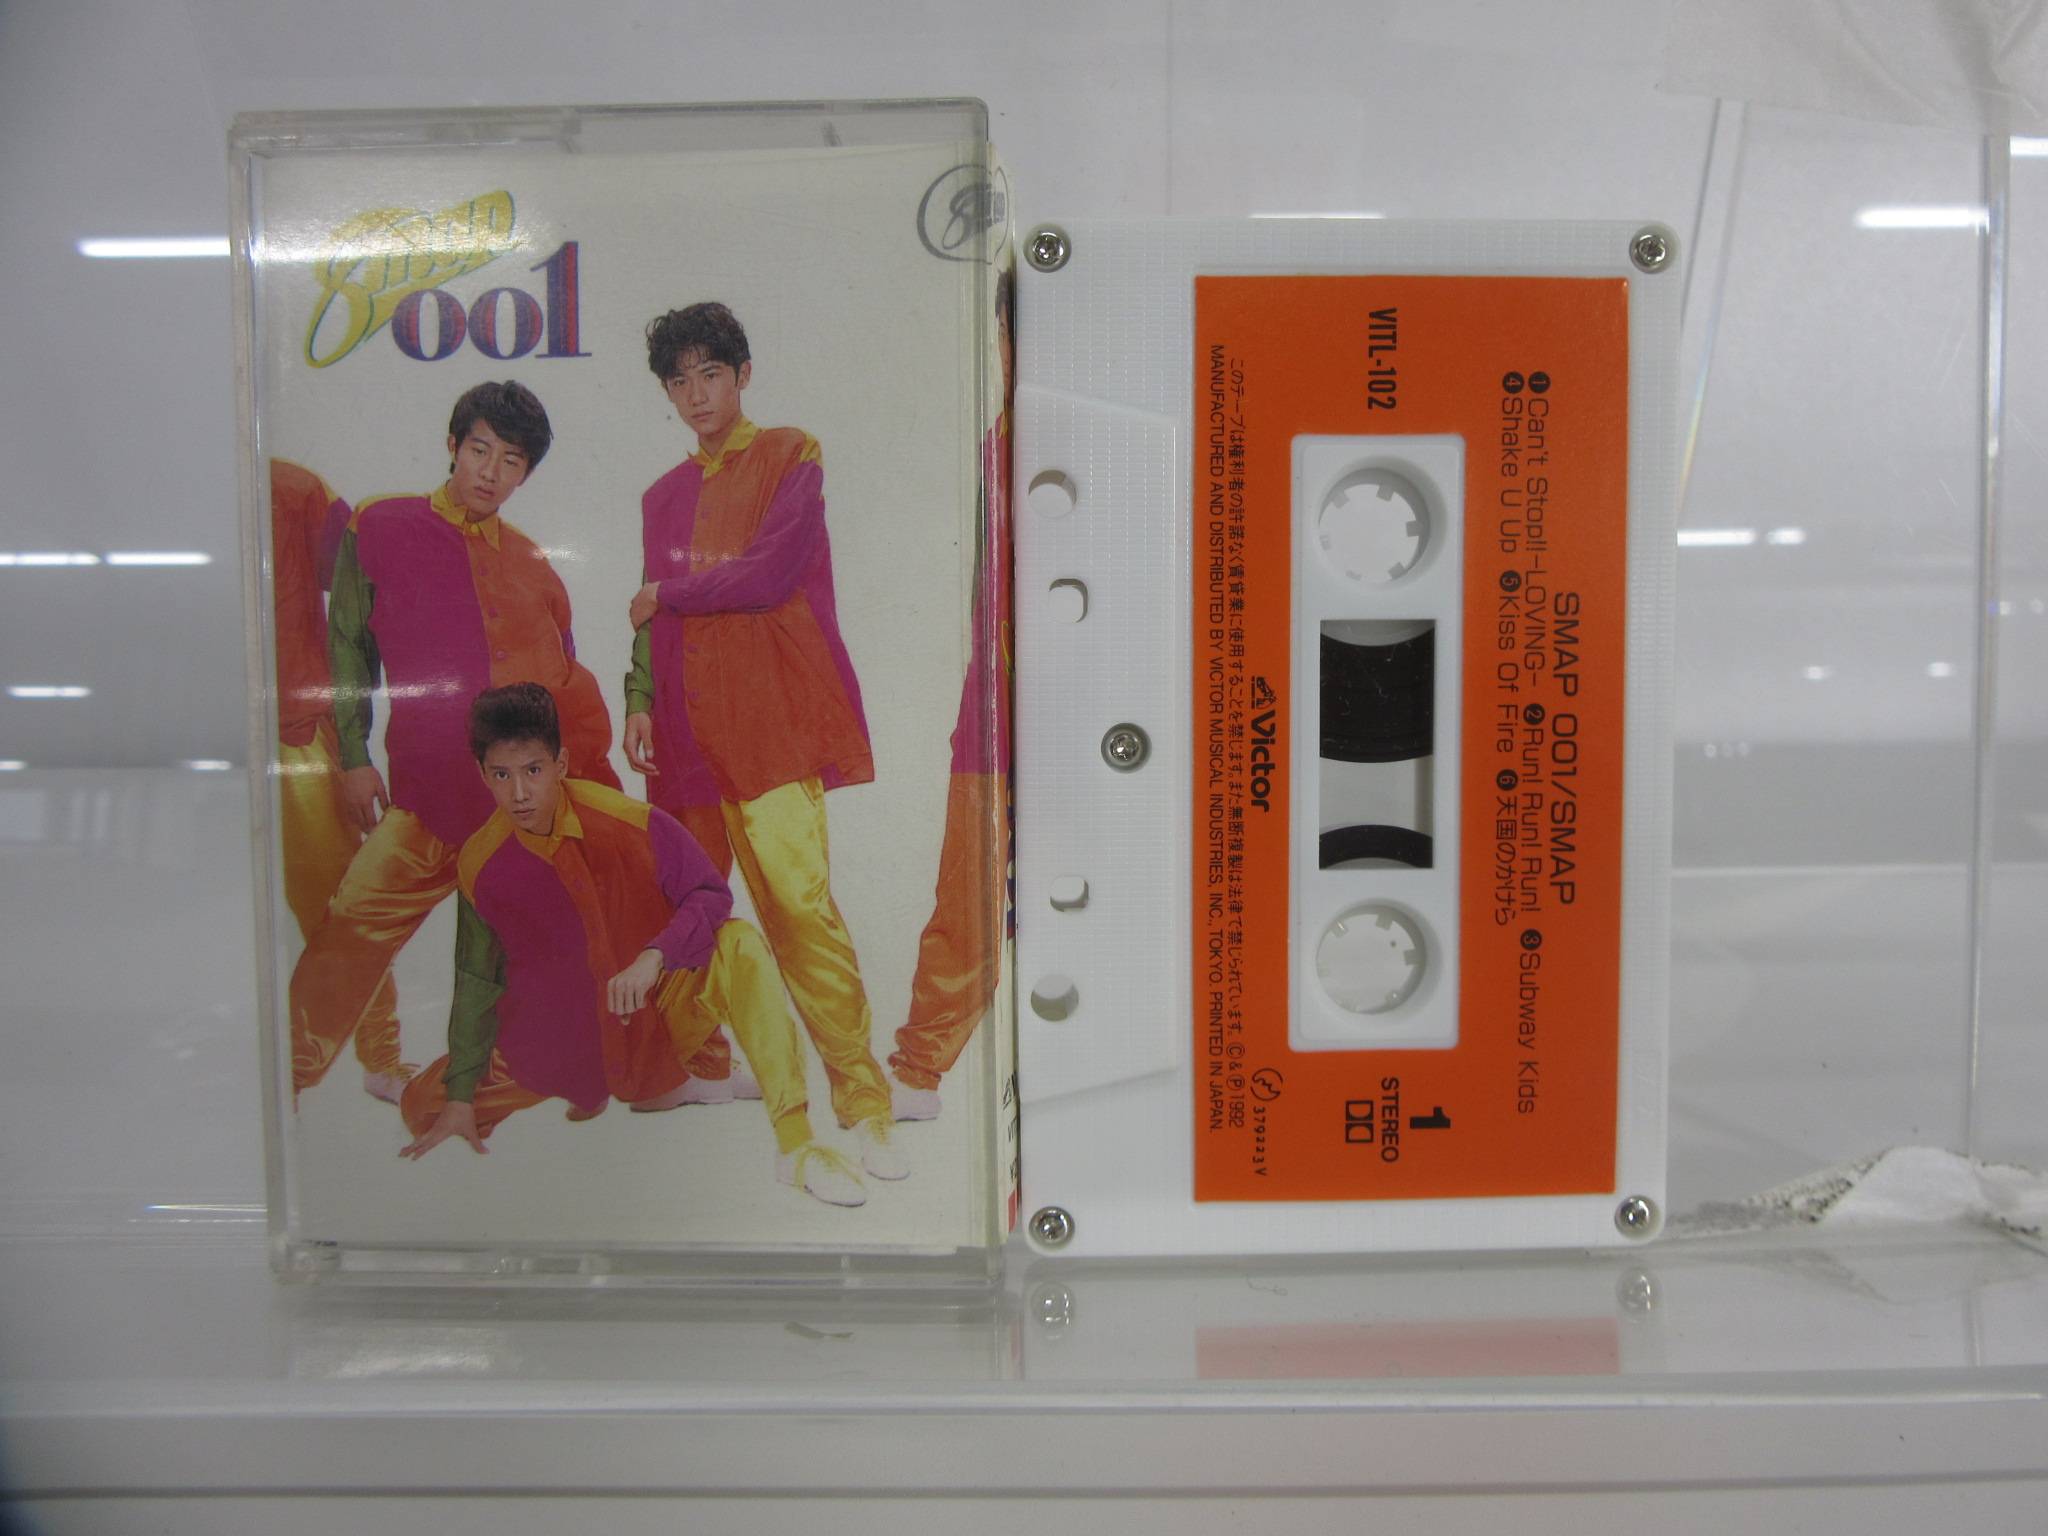 Smap
001
SMAP 001/SMAP
❶Can't Stop!!-LOVING- ❷Run! Run! Run! ❸Subway Kids
❹Shake U Up ❺Kiss Of Fire ❻天国のかけら
VITL-102
1
STEREO
Victor
379223V
このテープは権利者の許諾なく賃貸業に使用することを禁じます。また無断複製は法律で禁じられています。Ⓒ&Ⓟ1992
MANUFACTURED AND DISTRIBUTED BY VICTOR MUSICAL INDUSTRIES, INC., TOKYO. PRINTED IN JAPAN.